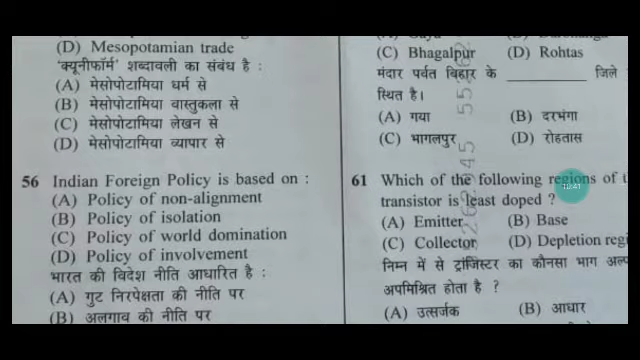 (D) Mesopotamian trade
'क्यूनीफॉर्म' शब्दावली का संबंध है :
(A) मेसोपोटामिया धर्म से
(B) मेसोपोटामिया वास्तुकला से
(C) मेसोपोटामिया लेखन से
(D) मेसोपोटामिया व्यापार से
56 Indian Foreign Policy is based on :
(A) Policy of non-alignment
(B) Policy of isolation
(C) Policy of world domination
(D) Policy of involvement
भारत की विदेश नीति आधारित है :
(A) गुट निरपेक्षता की नीति पर
(B) अलगाव की नीति पर
(C) Bhagalpur (D) Rohtas
मंदार पर्वत बिहार के ________ जिले
स्थित है।
(A) गया (B) दरभंगा
(C) भागलपुर (D) रोहतास
61 Which of the following regions of
transistor is least doped ?
(A) Emitter (B) Base
(C) Collector (D) Depletion
निम्न में से ट्रांजिस्टर का कौनसा भाग
अपमिश्रित होता है ?
(A) उत्सर्जक (B) आधार
10:41